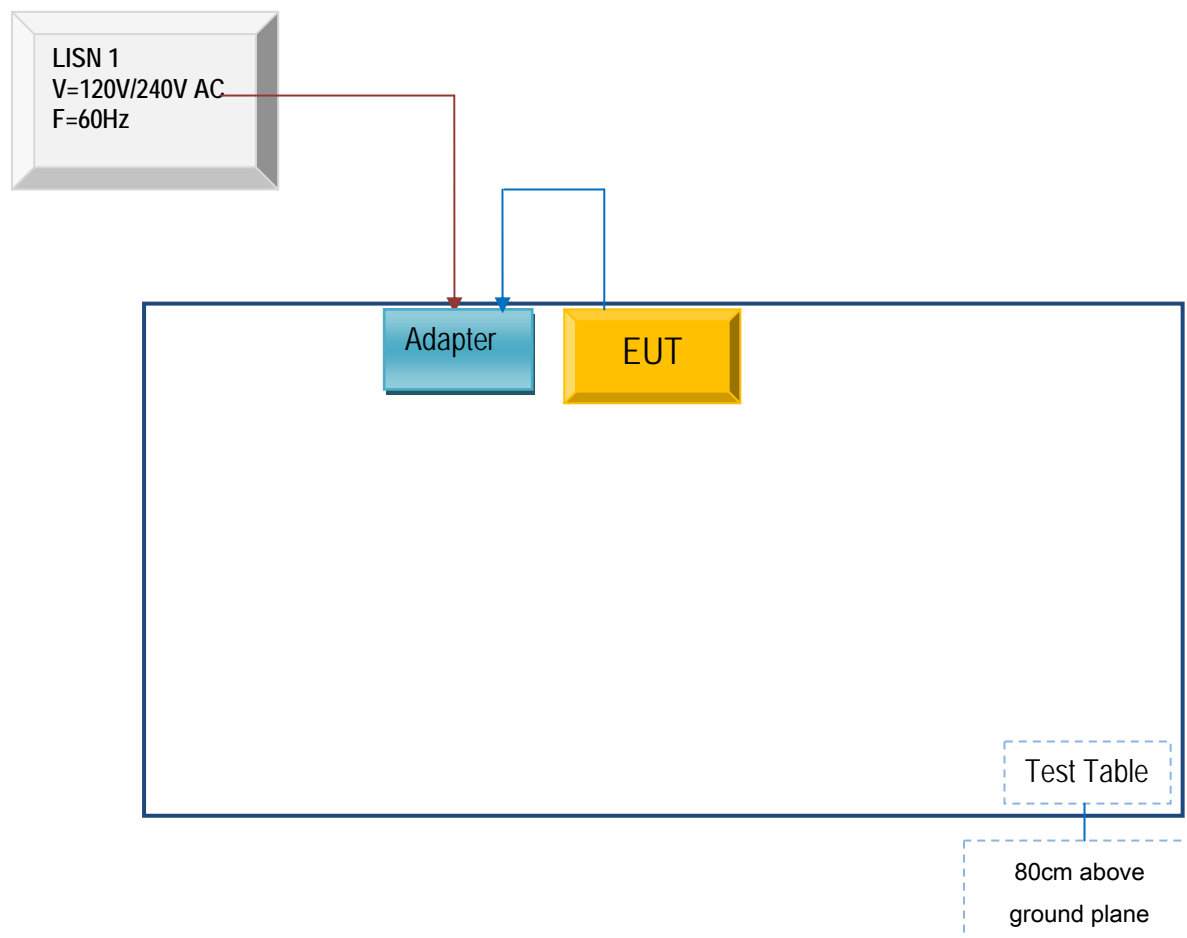 LISN 1
V=120V/240V AC
F=60Hz
Adapter
EUT
Test Table
80cm above
ground plane